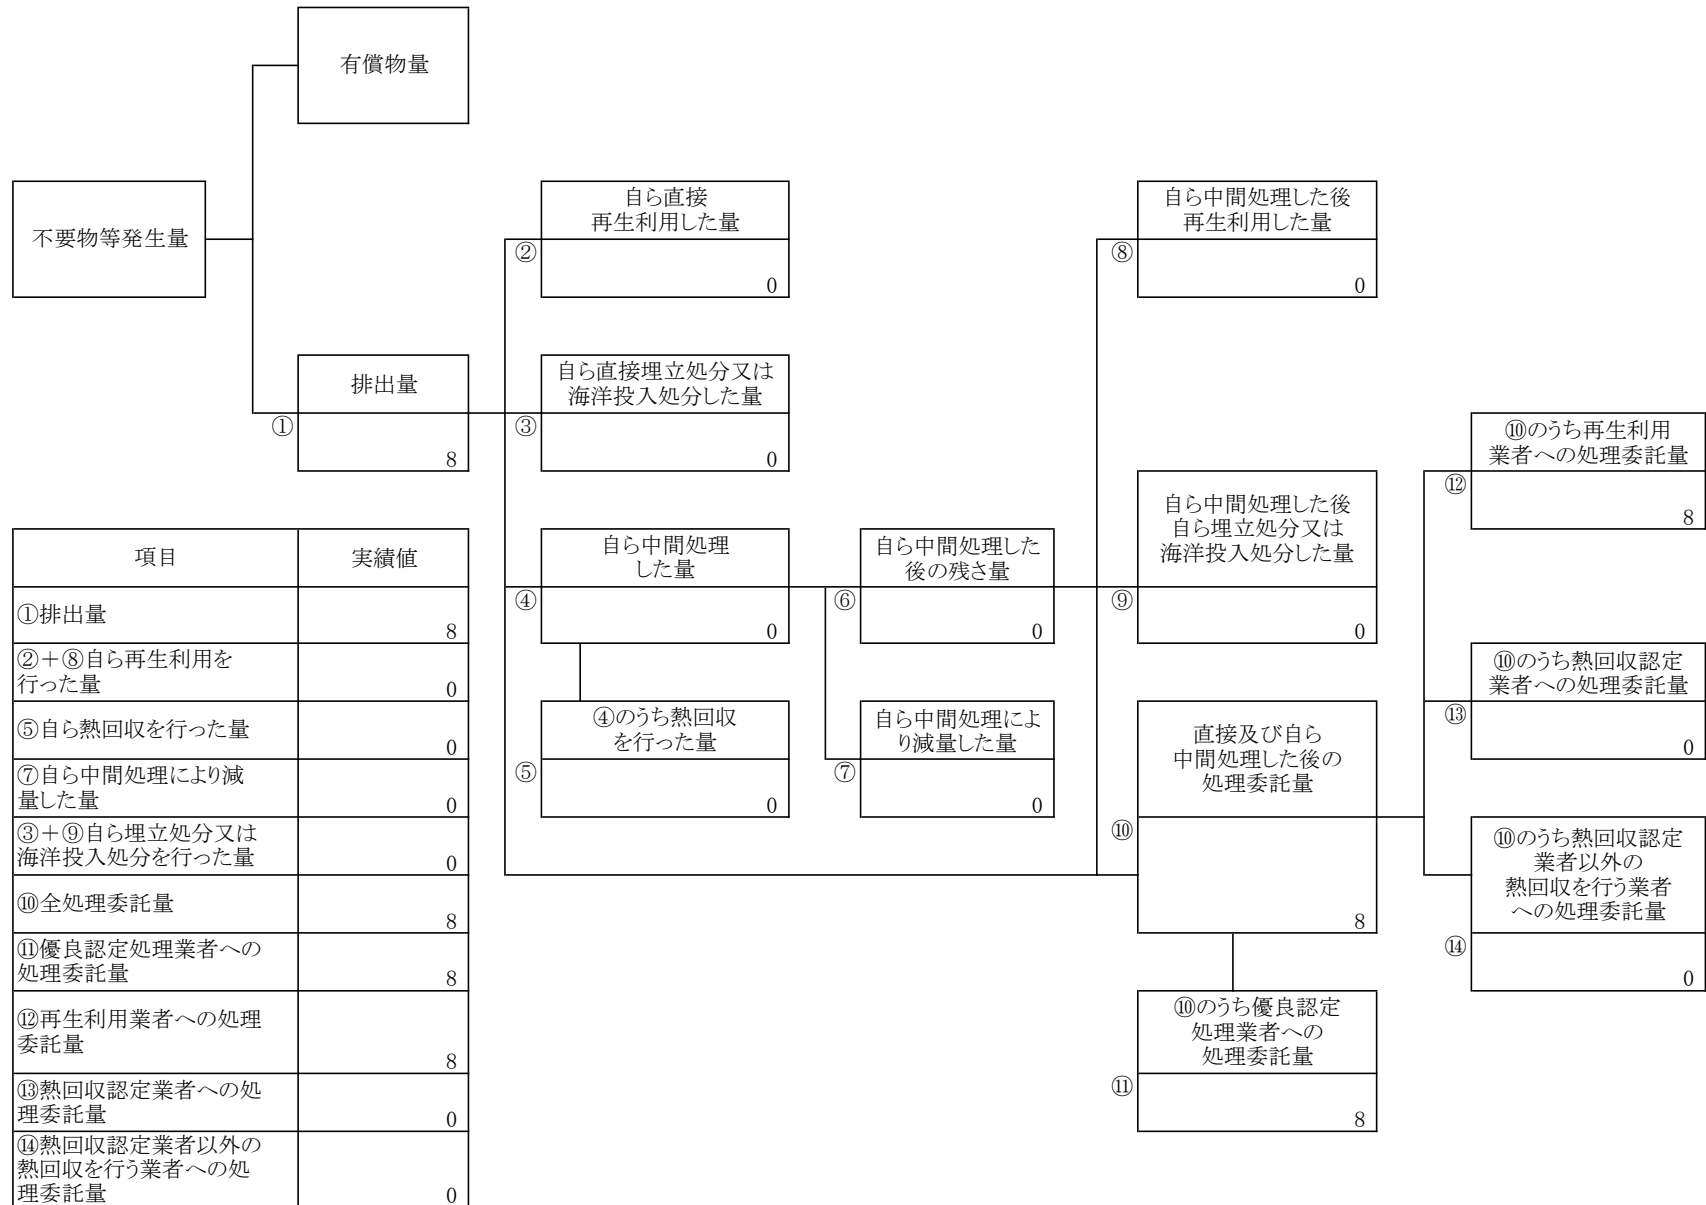 有償物量
不要物等発生量
自ら直接
再生利用した量
②
0
自ら中間処理した後
再生利用した量
⑧
0
排出量
①
8
自ら直接埋立処分又は
海洋投入処分した量
③
0
⑩のうち再生利用
業者への処理委託量
⑫
8
自ら中間処理
した量
④
0
自ら中間処理した
後の残さ量
⑥
0
自ら中間処理した後
自ら埋立処分又は
海洋投入処分した量
⑨
0
⑩のうち熱回収認定
業者への処理委託量
⑬
0
④のうち熱回収
を行った量
⑤
0
自ら中間処理によ
り減量した量
⑦
0
直接及び自ら
中間処理した後の
処理委託量
⑩
8
⑩のうち熱回収認定
業者以外の
熱回収を行う業者
への処理委託量
⑭
0
⑩のうち優良認定
処理業者への
処理委託量
⑪
8
項目 実績値
①排出量
8
②+⑧自ら再生利用を
行った量
0
⑤自ら熱回収を行った量
0
⑦自ら中間処理により減
量した量
0
③+⑨自ら埋立処分又は
海洋投入処分を行った量
0
⑩全処理委託量
8
⑪優良認定処理業者への
処理委託量
8
⑫再生利用業者への処理
委託量
8
⑬熱回収認定業者への処
理委託量
0
⑭熱回収認定業者以外の
熱回収を行う業者への処
理委託量
0